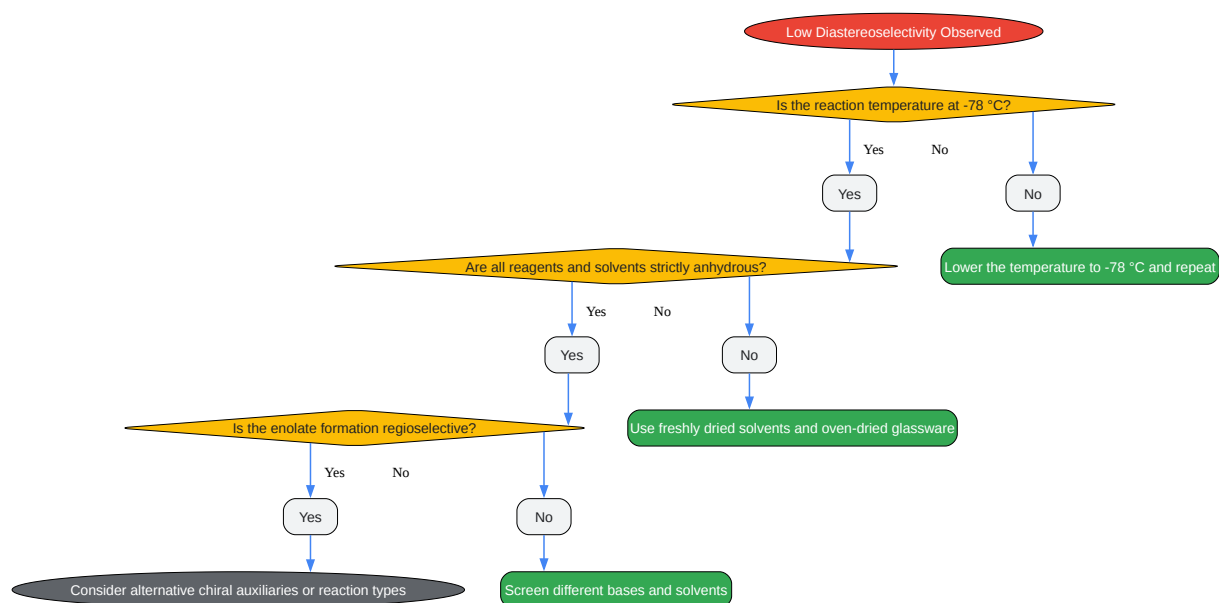 Low Diastereoselectivity Observed
Is the reaction temperature at -78 °C?
Yes
No
Yes
No
Are all reagents and solvents strictly anhydrous?
Lower the temperature to -78 °C and repeat
Yes
No
Yes
No
Is the enolate formation regioselective?
Use freshly dried solvents and oven-dried glassware
Yes
No
Yes
No
Consider alternative chiral auxiliaries or reaction types
Screen different bases and solvents